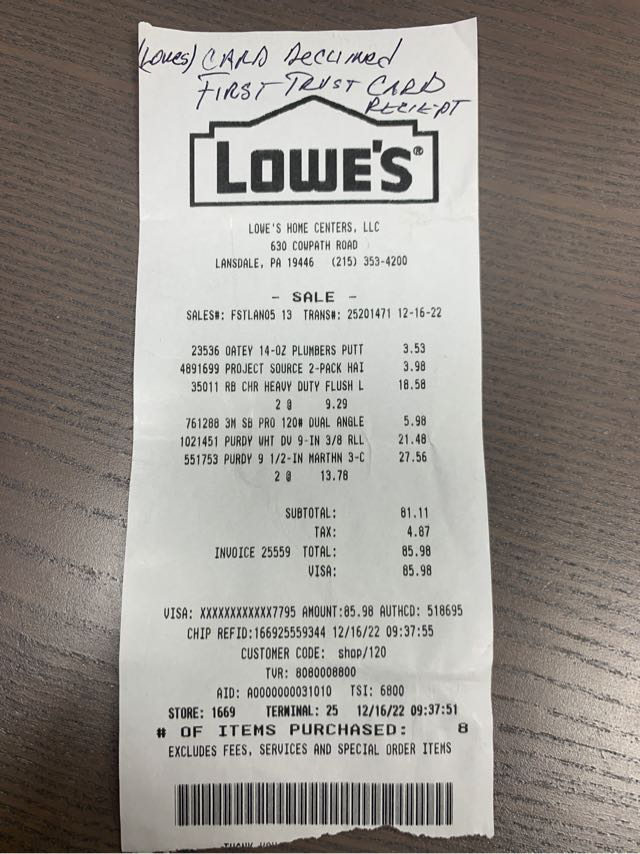 (Lowes) CARD Declined
FIRST TRUST CARD
RECIEPT
LOWE'S®
LOWE'S HOME CENTERS, LLC
630 COWPATH ROAD
LANSDALE, PA 19446 (215) 353-4200
- SALE -
SALES#: FSTLAN05 13 TRANS#: 25201471 12-16-22
23536 OATEY 14-OZ PLUMBERS PUTT 3.53
4891699 PROJECT SOURCE 2-PACK HAI 3.98
35011 RB CHR HEAVY DUTY FLUSH L 18.58
2 @ 9.29
761288 3M SB PRO 120# DUAL ANGLE 5.98
1021451 PURDY WHT DV 9-IN 3/8 RLL 21.48
551753 PURDY 9 1/2-IN MARTHN 3-C 27.56
2 @ 13.78
SUBTOTAL: 81.11
TAX: 4.87
INVOICE 25559 TOTAL: 85.98
VISA: 85.98
VISA: XXXXXXXXXXXX7795 AMOUNT:85.98 AUTHCD: 518695
CHIP REFID:166925559344 12/16/22 09:37:55
CUSTOMER CODE: shop/120
TVR: 8080008800
AID: A0000000031010 TSI: 6800
STORE: 1669 TERMINAL: 25 12/16/22 09:37:51
# OF ITEMS PURCHASED: 8
EXCLUDES FEES, SERVICES AND SPECIAL ORDER ITEMS
THANK YOU